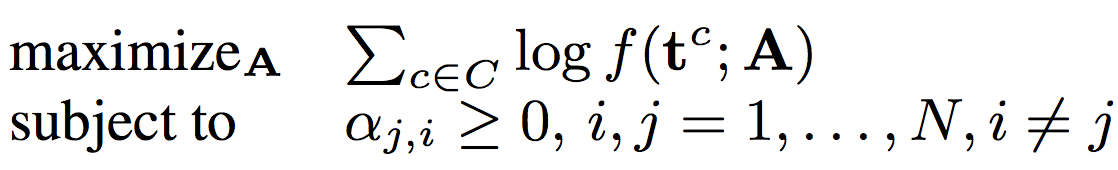 maximize_A ∑_{c∈C} log f(t^c; A)
subject to α_{j,i} ≥ 0, i, j = 1, . . . , N, i ≠ j